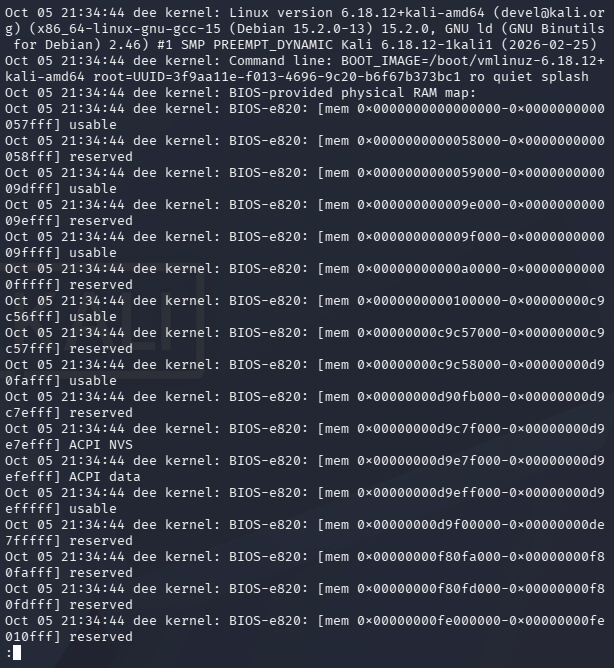 Oct 05 21:34:44 dee kernel: Linux version 6.18.12+kali-amd64 (devel@kali.or
g) (x86_64-linux-gnu-gcc-15 (Debian 15.2.0-13) 15.2.0, GNU ld (GNU Binutils
 for Debian) 2.46) #1 SMP PREEMPT_DYNAMIC Kali 6.18.12-1kali1 (2026-02-25)
Oct 05 21:34:44 dee kernel: Command line: BOOT_IMAGE=/boot/vmlinuz-6.18.12+
kali-amd64 root=UUID=3f9aa11e-f013-4696-9c20-b6f67b373bc1 ro quiet splash
Oct 05 21:34:44 dee kernel: BIOS-provided physical RAM map:
Oct 05 21:34:44 dee kernel: BIOS-e820: [mem 0x0000000000000000-0x0000000000
057fff] usable
Oct 05 21:34:44 dee kernel: BIOS-e820: [mem 0x0000000000058000-0x0000000000
058fff] reserved
Oct 05 21:34:44 dee kernel: BIOS-e820: [mem 0x0000000000059000-0x0000000000
09dfff] usable
Oct 05 21:34:44 dee kernel: BIOS-e820: [mem 0x000000000009e000-0x0000000000
09efff] reserved
Oct 05 21:34:44 dee kernel: BIOS-e820: [mem 0x000000000009f000-0x0000000000
09ffff] usable
Oct 05 21:34:44 dee kernel: BIOS-e820: [mem 0x00000000000a0000-0x0000000000
0fffff] reserved
Oct 05 21:34:44 dee kernel: BIOS-e820: [mem 0x0000000000100000-0x00000000c9
c56fff] usable
Oct 05 21:34:44 dee kernel: BIOS-e820: [mem 0x00000000c9c57000-0x00000000c9
c57fff] reserved
Oct 05 21:34:44 dee kernel: BIOS-e820: [mem 0x00000000c9c58000-0x00000000d9
0fafff] usable
Oct 05 21:34:44 dee kernel: BIOS-e820: [mem 0x00000000d90fb000-0x00000000d9
c7efff] reserved
Oct 05 21:34:44 dee kernel: BIOS-e820: [mem 0x00000000d9c7f000-0x00000000d9
e7efff] ACPI NVS
Oct 05 21:34:44 dee kernel: BIOS-e820: [mem 0x00000000d9e7f000-0x00000000d9
efefff] ACPI data
Oct 05 21:34:44 dee kernel: BIOS-e820: [mem 0x00000000d9eff000-0x00000000d9
efffff] usable
Oct 05 21:34:44 dee kernel: BIOS-e820: [mem 0x00000000d9f00000-0x00000000de
7fffff] reserved
Oct 05 21:34:44 dee kernel: BIOS-e820: [mem 0x00000000f80fa000-0x00000000f8
0fafff] reserved
Oct 05 21:34:44 dee kernel: BIOS-e820: [mem 0x00000000f80fd000-0x00000000f8
0fdfff] reserved
Oct 05 21:34:44 dee kernel: BIOS-e820: [mem 0x00000000fe000000-0x00000000fe
010fff] reserved
: